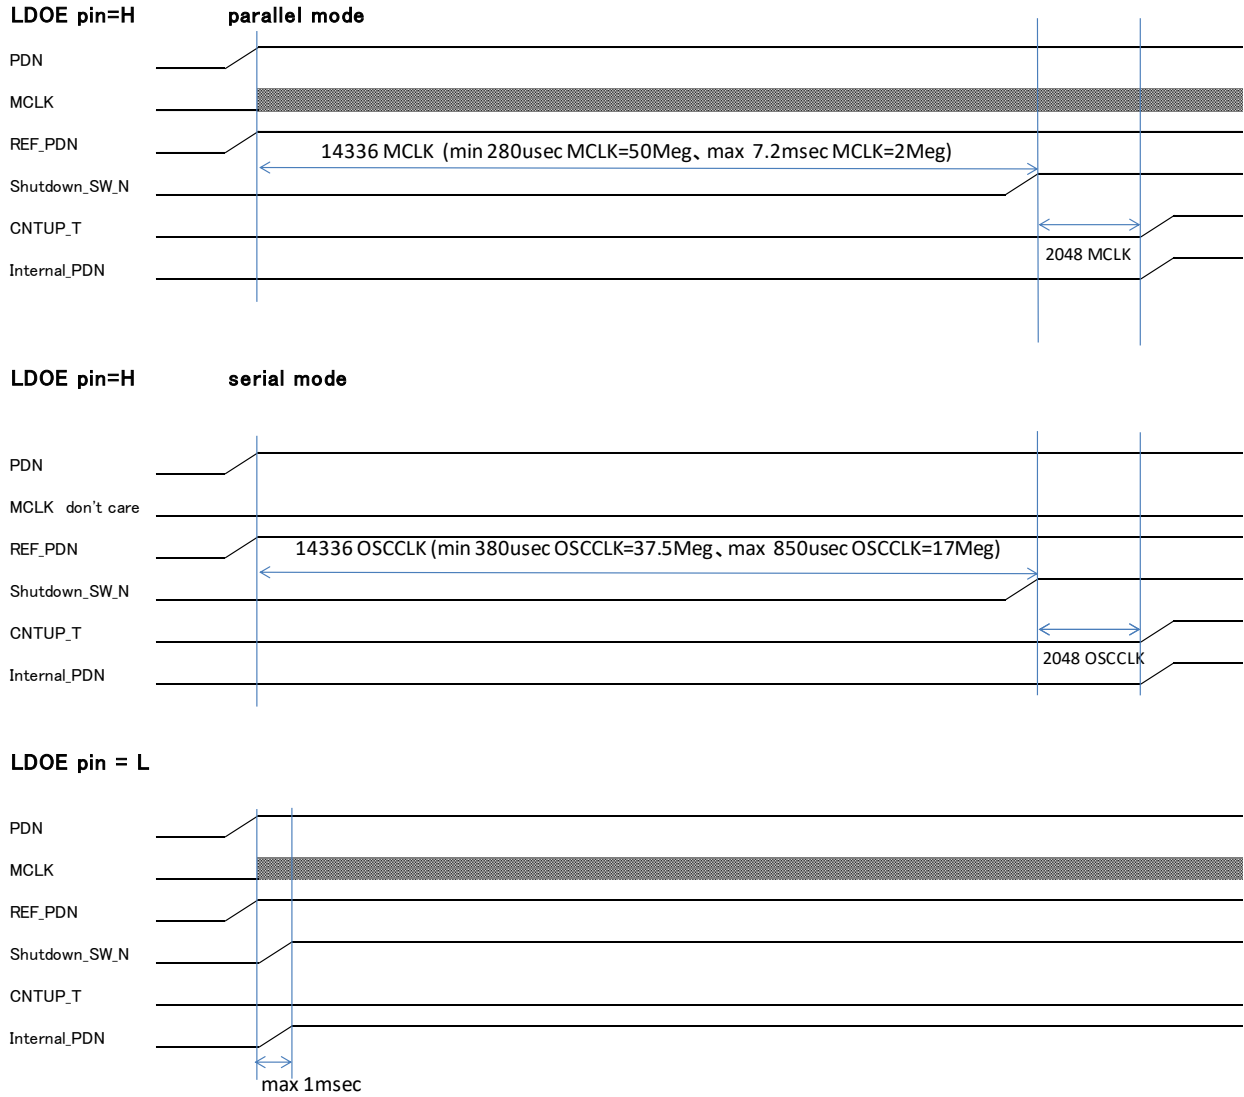 LDOE pin=H parallel mode
PDN
MCLK
REF_PDN
14336 MCLK (min 280usec MCLK=50Meg、max 7.2msec MCLK=2Meg)
Shutdown_SW_N
CNTUP_T
2048 MCLK
Internal_PDN
LDOE pin=H serial mode
PDN
MCLK don't care
REF_PDN
14336 OSCCLK (min 380usec OSCCLK=37.5Meg、max 850usec OSCCLK=17Meg)
Shutdown_SW_N
CNTUP_T
2048 OSCCLK
Internal_PDN
LDOE pin = L
PDN
MCLK
REF_PDN
Shutdown_SW_N
CNTUP_T
Internal_PDN
max 1msec